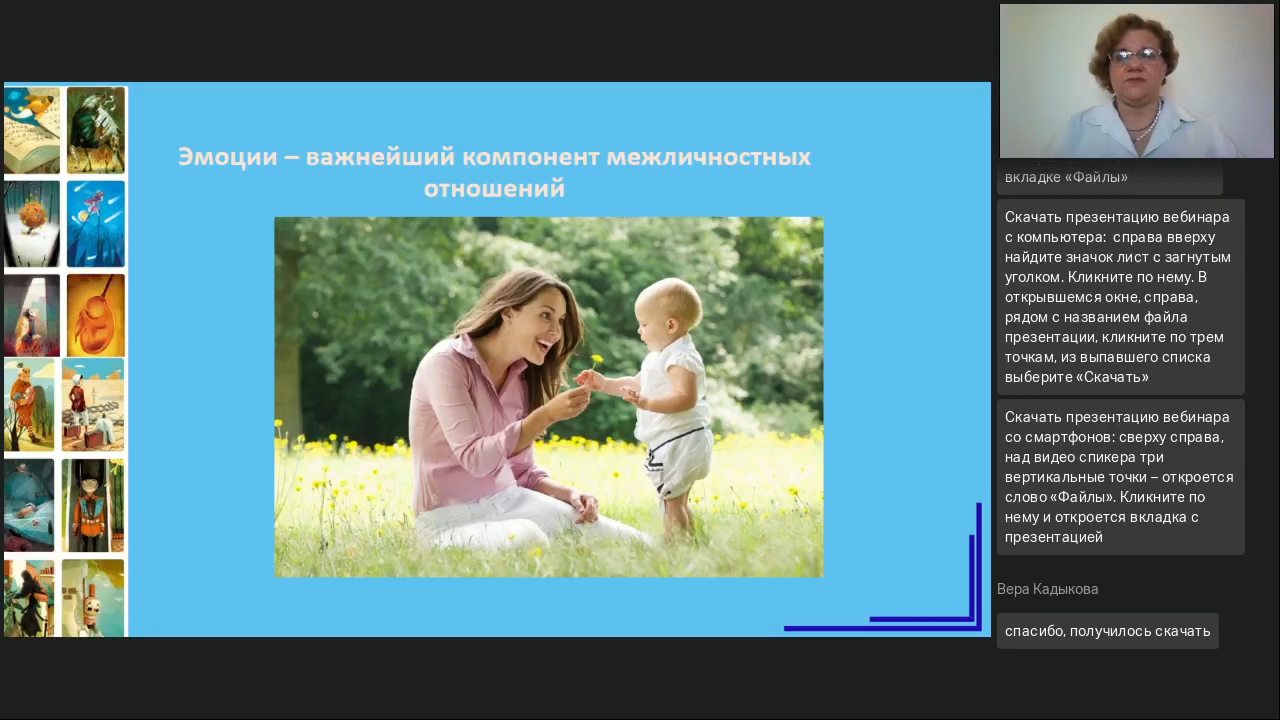 Эмоции – важнейший компонент межличностных
отношений
вкладке «Файлы»
Скачать презентацию вебинара
с компьютера:  справа вверху
найдите значок лист с загнутым
уголком. Кликните по нему. В
открывшемся окне, справа,
рядом с названием файла
презентации, кликните по трем
точкам, из выпавшего списка
выберите «Скачать»
Скачать презентацию вебинара
со смартфонов: сверху справа,
над видео спикера три
вертикальные точки – откроется
слово «Файлы». Кликните по
нему и откроется вкладка с
презентацией
Вера Кадыкова
спасибо, получилось скачать